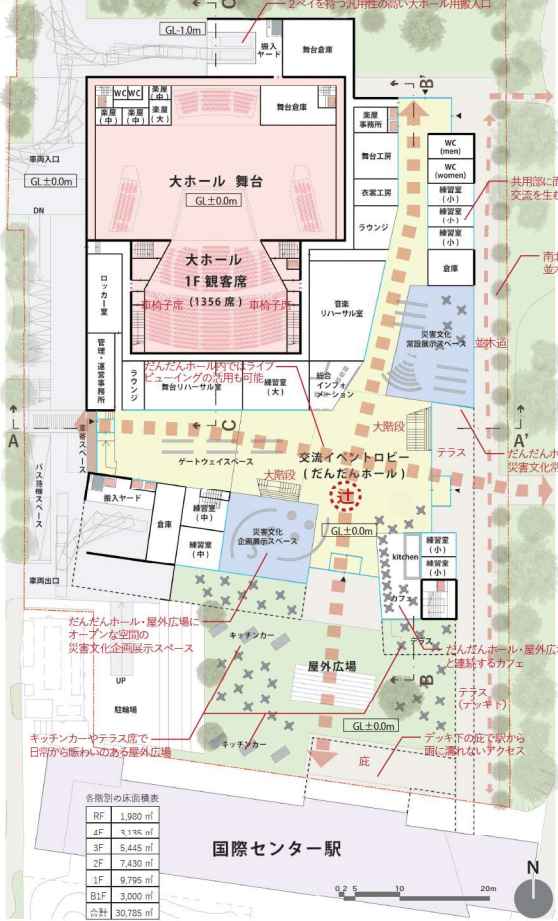 2ベイを持つ汎用性の高い大ホール用搬入口
C'
GL-1.0m
搬入
ヤード
舞台倉庫
B'
WC WC
楽屋
(中)
楽屋
(中)
楽屋
(中)
楽屋
(大)
舞台倉庫
楽屋
事務所
WC
(men)
WC
(women)
車両入口
GL±0.0m
DN
大ホール 舞台
GL±0.0m
舞台工房
衣裳工房
ラウンジ
練習室
(小)
練習室
(小)
練習室
(小)
倉庫
共用部に面
交流を生む
南北
並木
大ホール
1F 観客席
(1356 席)
車椅子席
車椅子席
ロッカー室
音楽
リハーサル室
災害文化
常設展示スペース
並木道
管理・運営事務所
ラウンジ
だんだんホール内ではライブ
ビューイングの活用も可能
舞台リハーサル室
練習室
(大)
総合
インフォ
メーション
A
A'
車寄スペース
C
大階段
テラス
ゲートウェイスペース
大階段
交流イベントロビー
(だんだんホール)
だんだんホ
災害文化常
辻
バス待機スペース
搬入ヤード
倉庫
練習室
(中)
練習室
(中)
災害文化
企画展示スペース
GL±0.0m
kitchen
練習室
(小)
練習室
(小)
車両出口
カフェ
だんだんホール・屋外広場に
オープンな空間の
災害文化企画展示スペース
キッチンカー
テラス
だんだんホール・屋外広場
と連続するカフェ
屋外広場
B
UP
駐輪場
テラス
(デッキ下)
GL±0.0m
キッチンカーやテラス席で
日常から賑わいのある屋外広場
キッチンカー
庇
デッキ下の庇で駅から
雨に濡れないアクセス
各階別の床面積表
RF 1,980 ㎡
4F 3,135 ㎡
3F 5,445 ㎡
2F 7,430 ㎡
1F 9,795 ㎡
B1F 3,000 ㎡
合計 30,785 ㎡
国際センター駅
N
0 2 5 10 20m